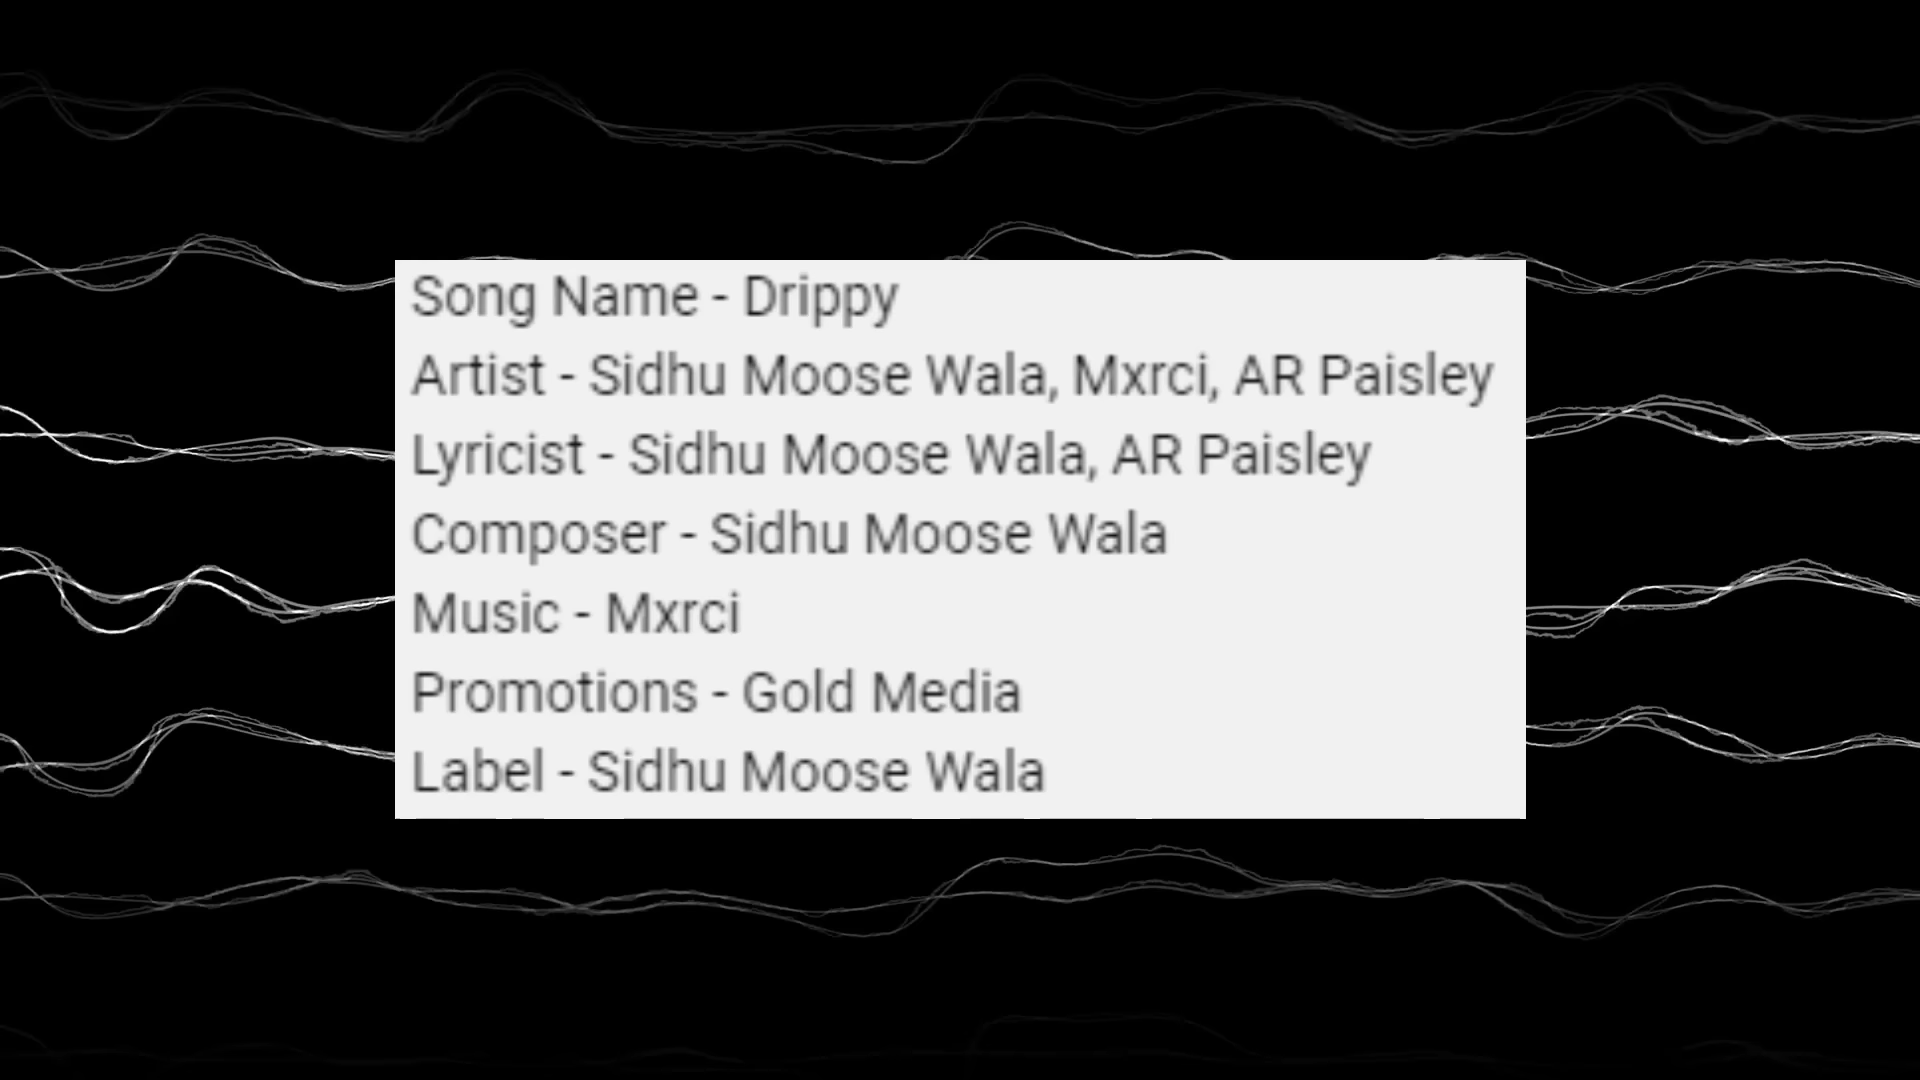 Song Name - Drippy
Artist - Sidhu Moose Wala, Mxrci, AR Paisley
Lyricist - Sidhu Moose Wala, AR Paisley
Composer - Sidhu Moose Wala
Music - Mxrci
Promotions - Gold Media
Label - Sidhu Moose Wala